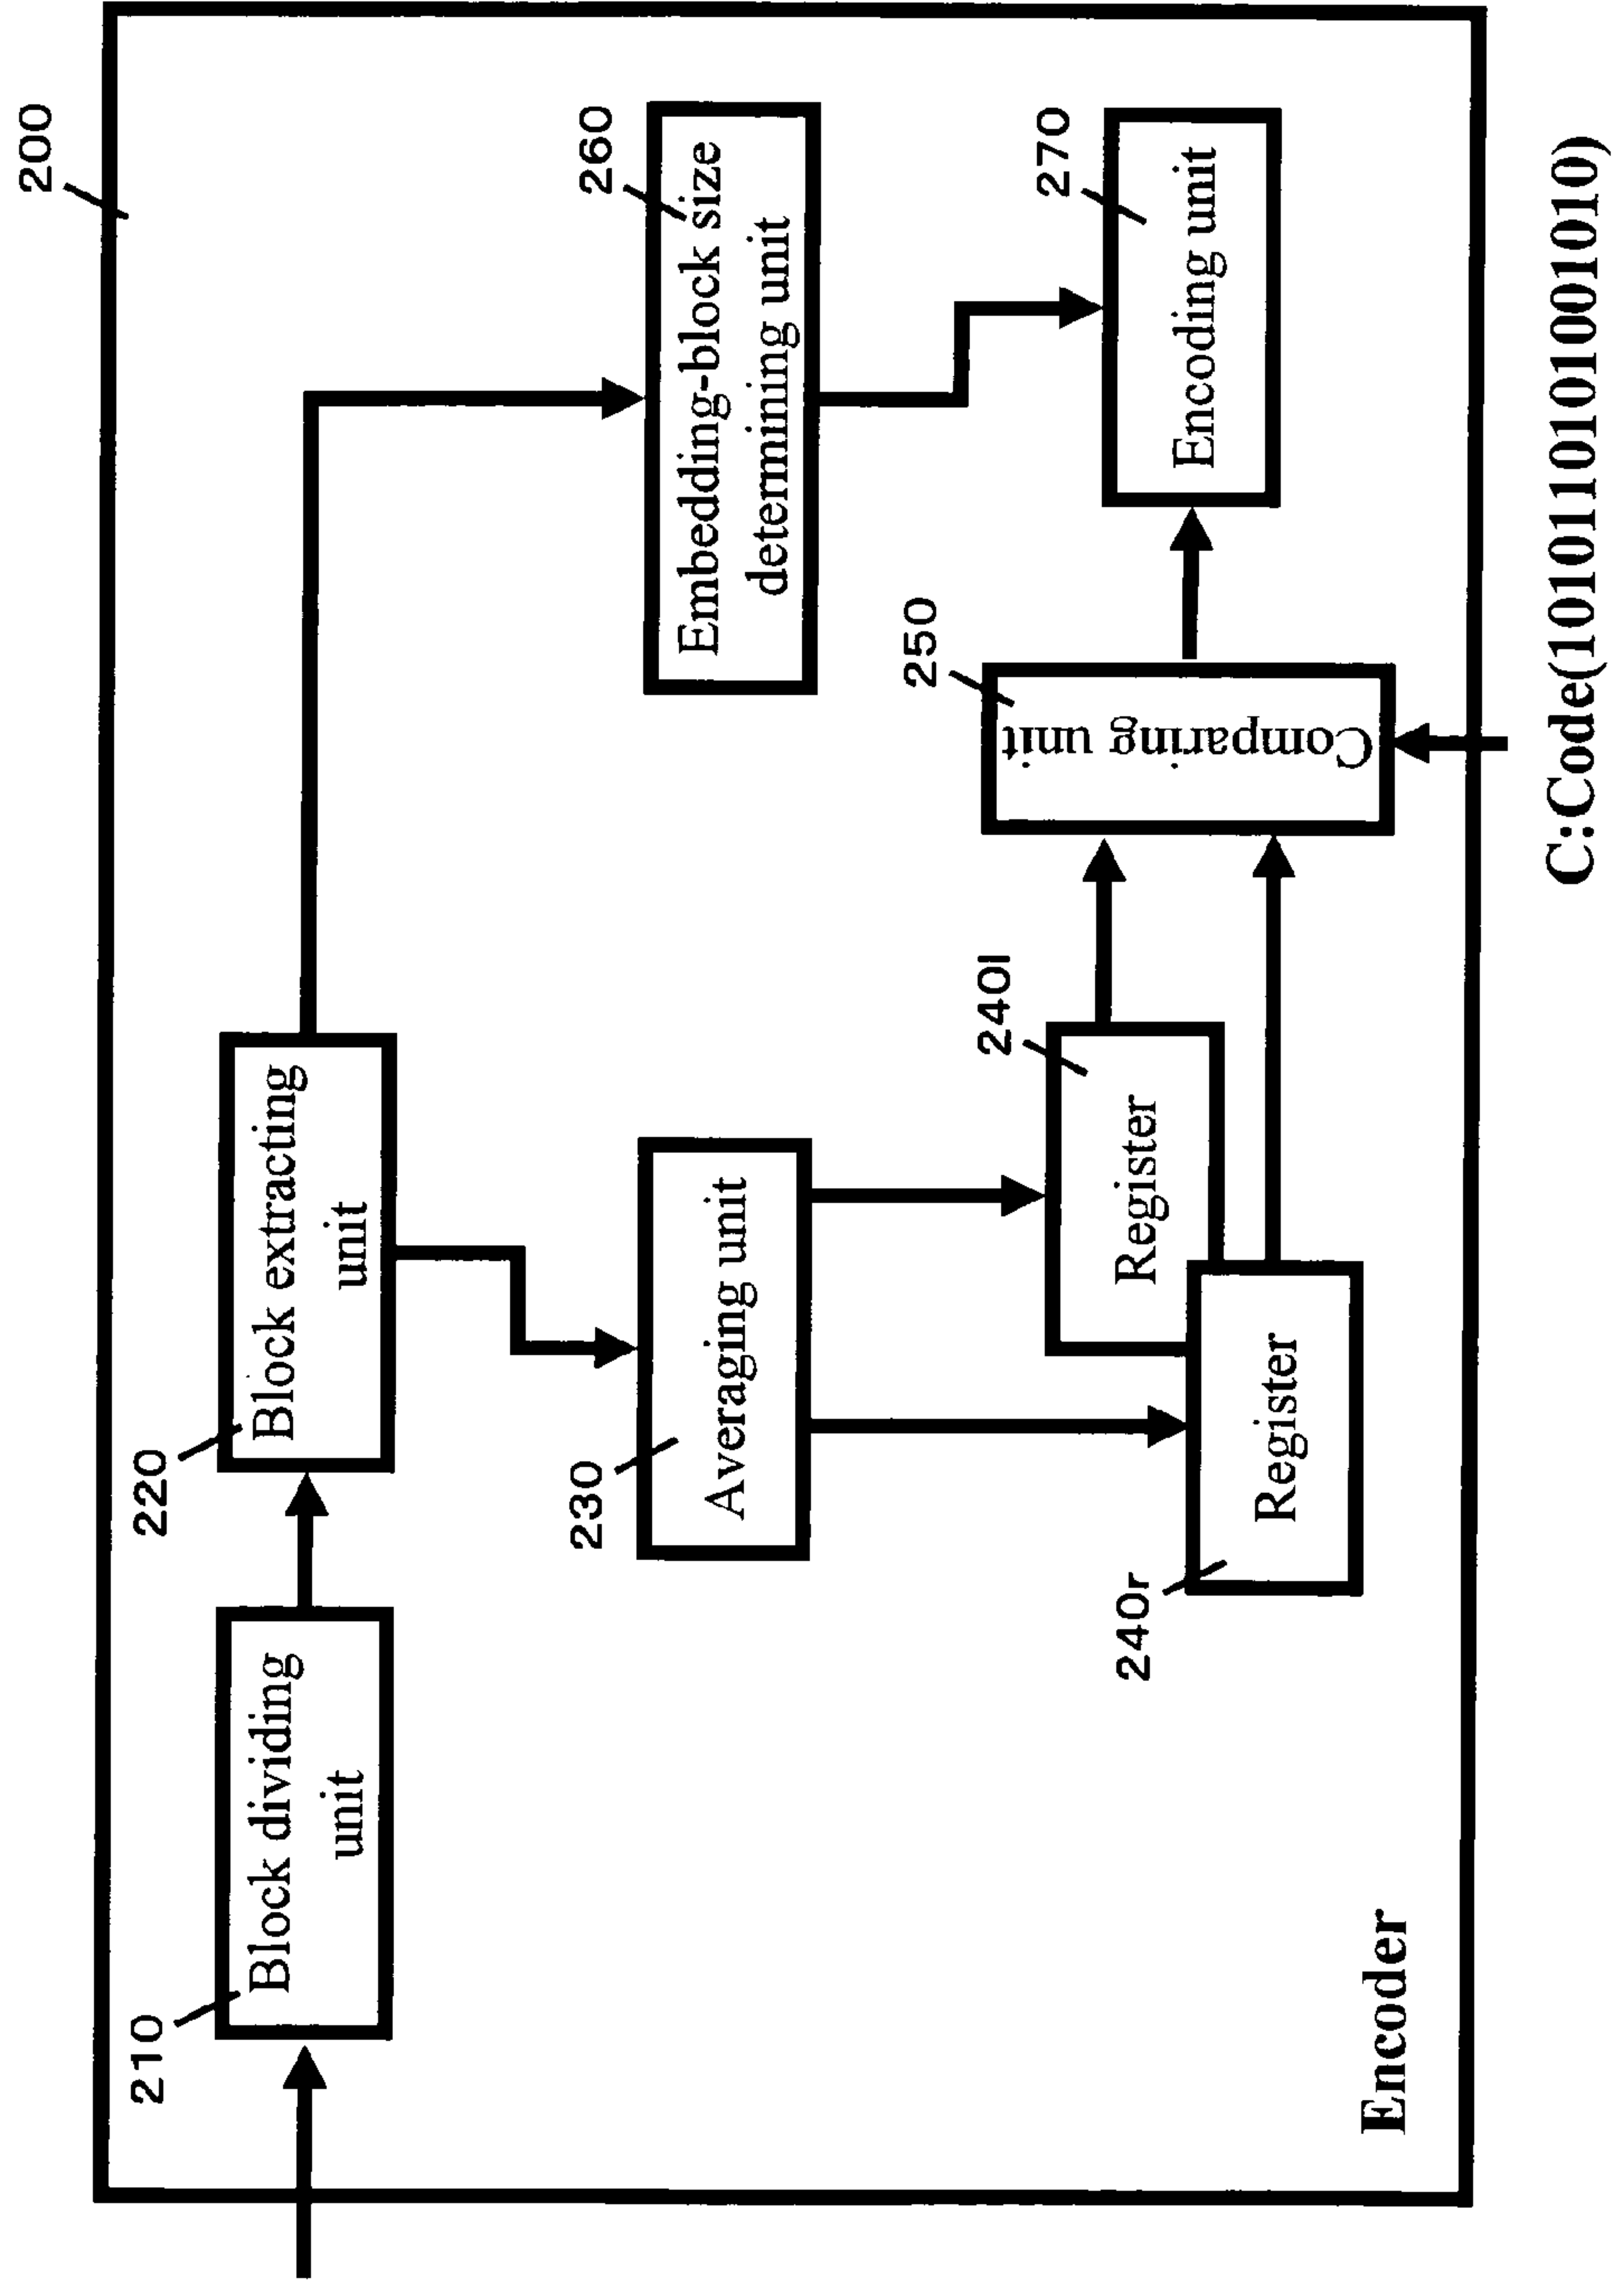 200
210
Block dividing
unit
220
Block extracting
unit
230
Averaging unit
260
Embedding-block size
determining unit
240l
Register
240r
Register
250
Comparing unit
270
Encoding unit
Encoder
C:Code(1010110101001010)